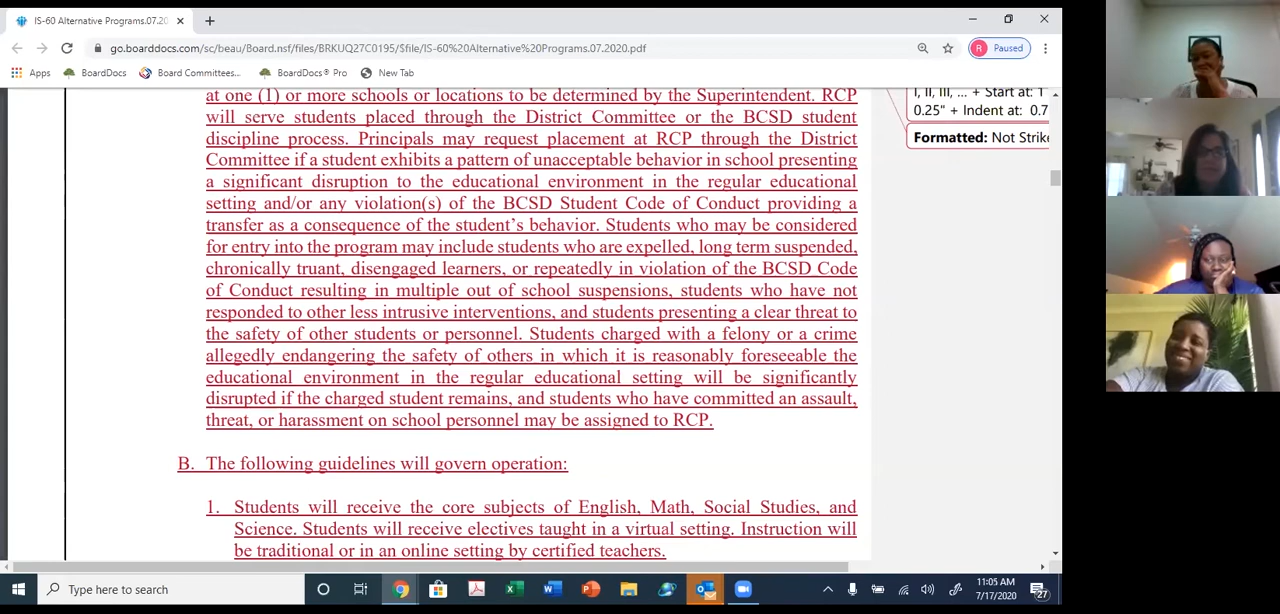 IS-60 Alternative Programs.07.20
go.boarddocs.com/sc/beau/Board.nsf/files/BRKUQ27C0195/$file/IS-60%20Alternative%20Programs.07.2020.pdf
R Paused
Apps BoardDocs Board Committees... BoardDocs® Pro New Tab
at one (1) or more schools or locations to be determined by the Superintendent. RCP
will serve students placed through the District Committee or the BCSD student
discipline process. Principals may request placement at RCP through the District
Committee if a student exhibits a pattern of unacceptable behavior in school presenting
a significant disruption to the educational environment in the regular educational
setting and/or any violation(s) of the BCSD Student Code of Conduct providing a
transfer as a consequence of the student's behavior. Students who may be considered
for entry into the program may include students who are expelled, long term suspended,
chronically truant, disengaged learners, or repeatedly in violation of the BCSD Code
of Conduct resulting in multiple out of school suspensions, students who have not
responded to other less intrusive interventions, and students presenting a clear threat to
the safety of other students or personnel. Students charged with a felony or a crime
allegedly endangering the safety of others in which it is reasonably foreseeable the
educational environment in the regular educational setting will be significantly
disrupted if the charged student remains, and students who have committed an assault,
threat, or harassment on school personnel may be assigned to RCP.
B. The following guidelines will govern operation:
1. Students will receive the core subjects of English, Math, Social Studies, and
Science. Students will receive electives taught in a virtual setting. Instruction will
be traditional or in an online setting by certified teachers.
I, II, III, ... + Start at: 1
0.25" + Indent at: 0.7
Formatted: Not Strike
Type here to search
11:05 AM
7/17/2020
27